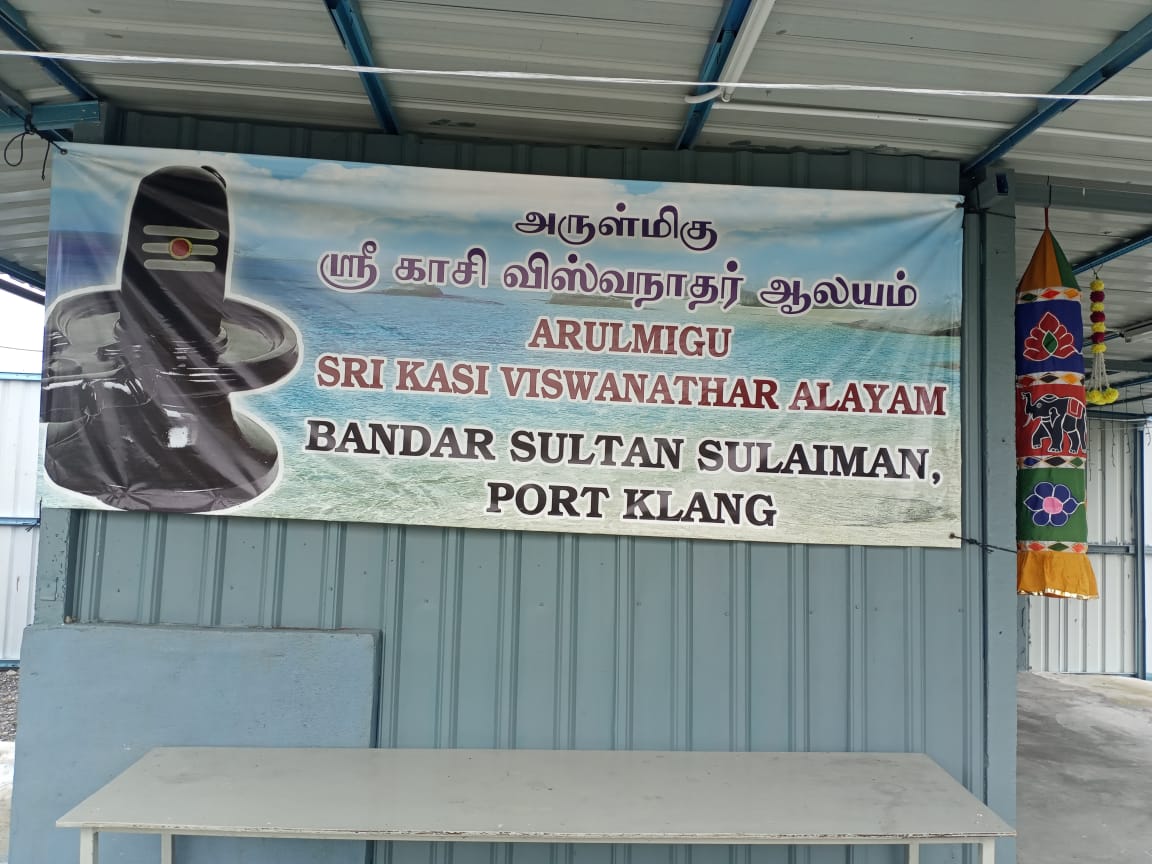 அருள்மிகு
ஸ்ரீ காசி விஸ்வநாதர் ஆலயம்
ARULMIGU
SRI KASI VISWANATHAR ALAYAM
BANDAR SULTAN SULAIMAN,
PORT KLANG